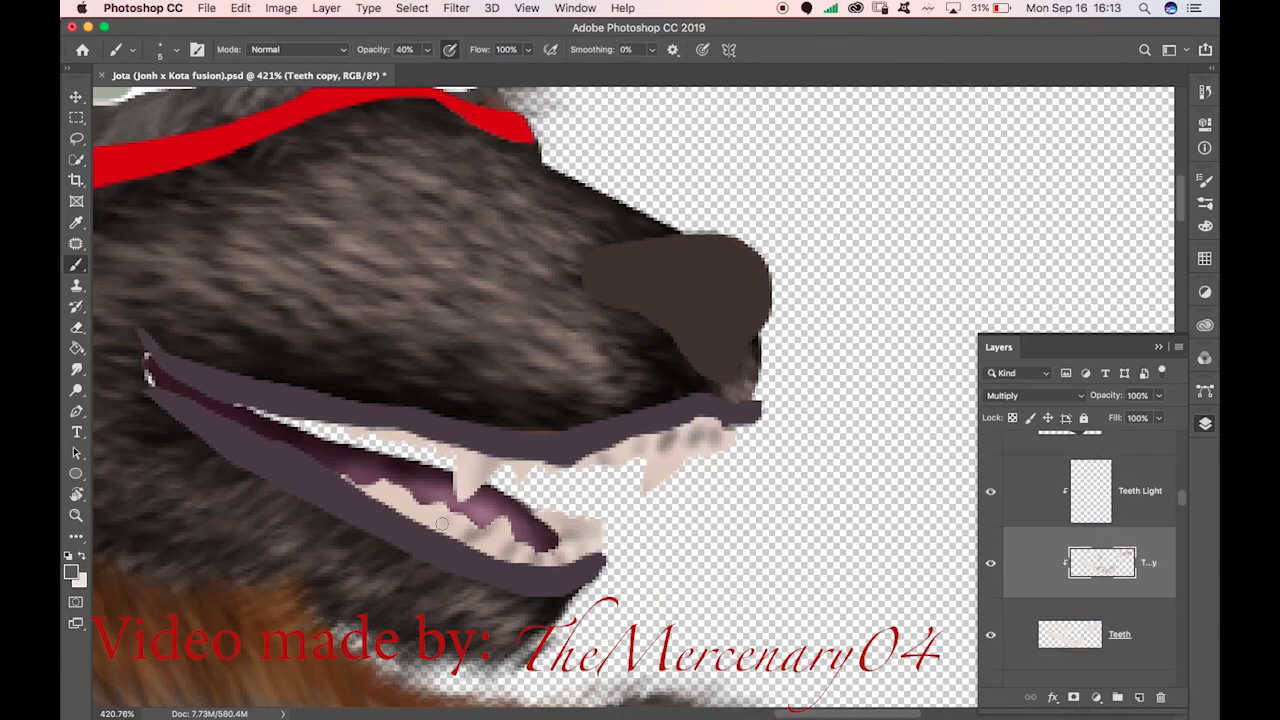 Photoshop CC File Edit Image Layer Type Select Filter 3D View Window Help 31% Mon Sep 16 16:13
Adobe Photoshop CC 2019
5 Mode: Normal Opacity: 40% Flow: 100% Smoothing: 0%
Jota (Jonh x Kota fusion).psd @ 421% (Teeth copy, RGB/8*) *
Layers
Kind
Multiply Opacity: 100%
Lock: Fill: 100%
Teeth Light
T...y
Teeth
Video made by: TheMercenary04
420.76% Doc: 7.73M/580.4M